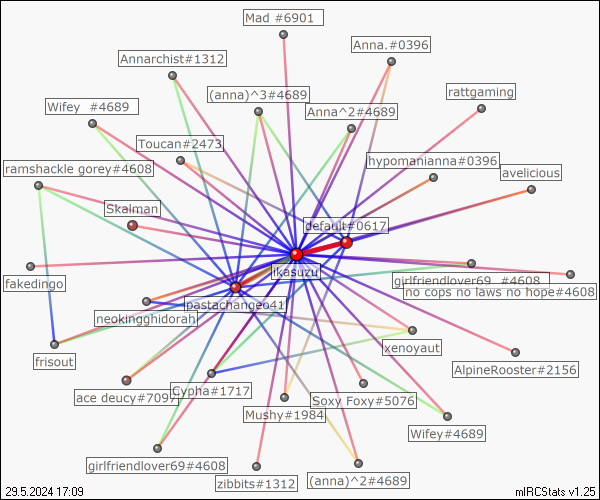 Mad #6901
Anna.#0396
Annarchist#1312
(anna)^3#4689
rattgaming
Wifey  #4689
Anna^2#4689
Toucan#2473
hypomanianna#0396
ramshackle gorey#4608
avelicious
Skalman
default#0617
ikasuzu
fakedingo
girlfriendlover69_#4608
no cops no laws no hope#4608
pastachangeo41
neokingghidorah
xenoyaut
frisout
AlpineRooster#2156
ace deucy#7097
Cypha#1717
Soxy Foxy#5076
Mushy#1984
Wifey#4689
girlfriendlover69#4608
(anna)^2#4689
zibbits#1312
29.5.2024 17:09
mIRCStats v1.25